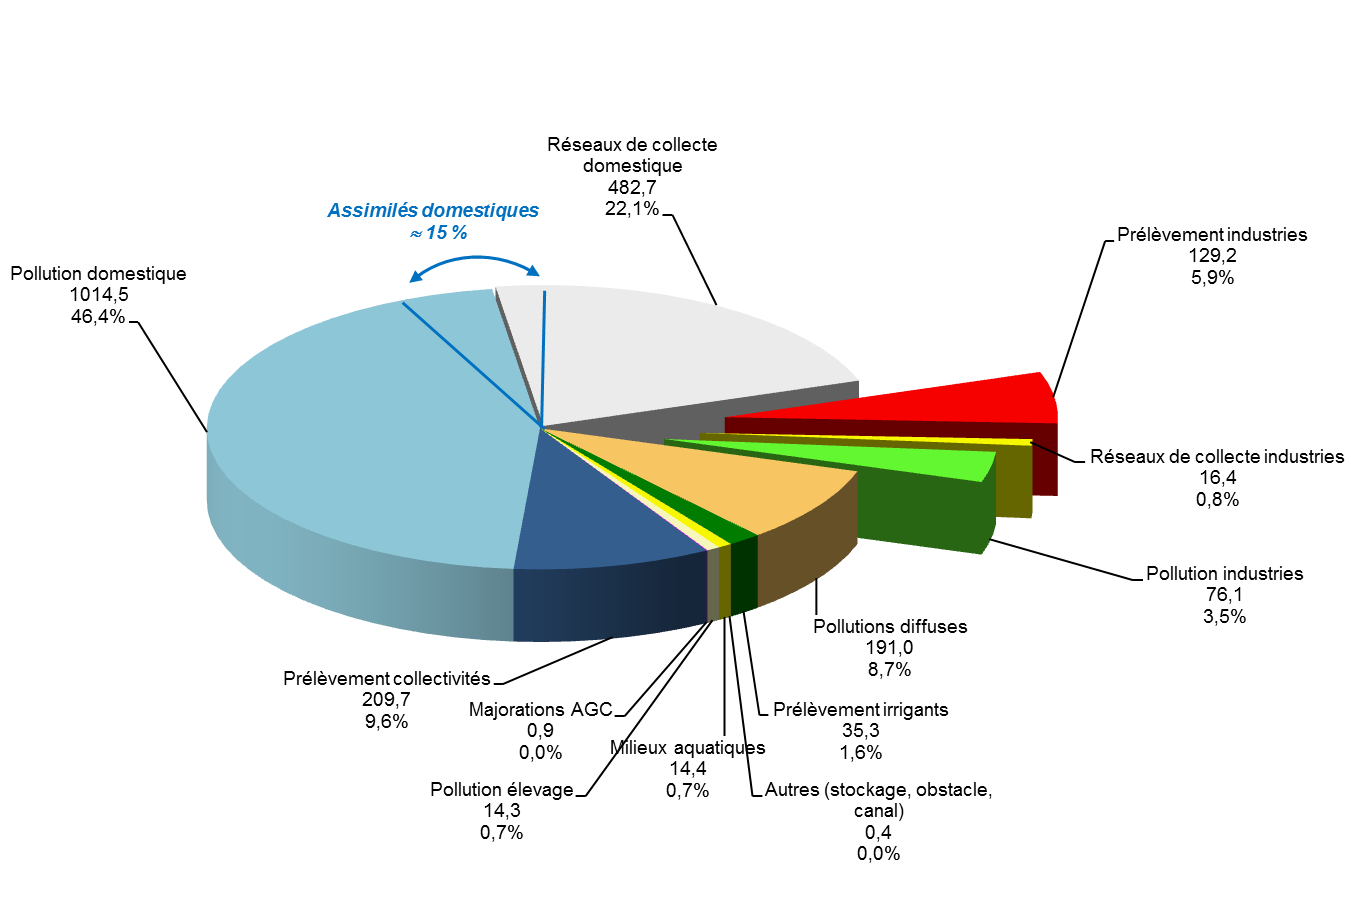 Réseaux de collecte
domestique
482,7
22,1%
Assimilés domestiques
≈ 15 %
Prélèvement industries
129,2
5,9%
Pollution domestique
1014,5
46,4%
Réseaux de collecte industries
16,4
0,8%
Pollution industries
76,1
3,5%
Pollutions diffuses
191,0
8,7%
Prélèvement collectivités
209,7
9,6%
Majorations AGC
0,9
0,0%
Prélèvement irrigants
35,3
1,6%
Milieux aquatiques
14,4
0,7%
Pollution élevage
14,3
0,7%
Autres (stockage, obstacle,
canal)
0,4
0,0%